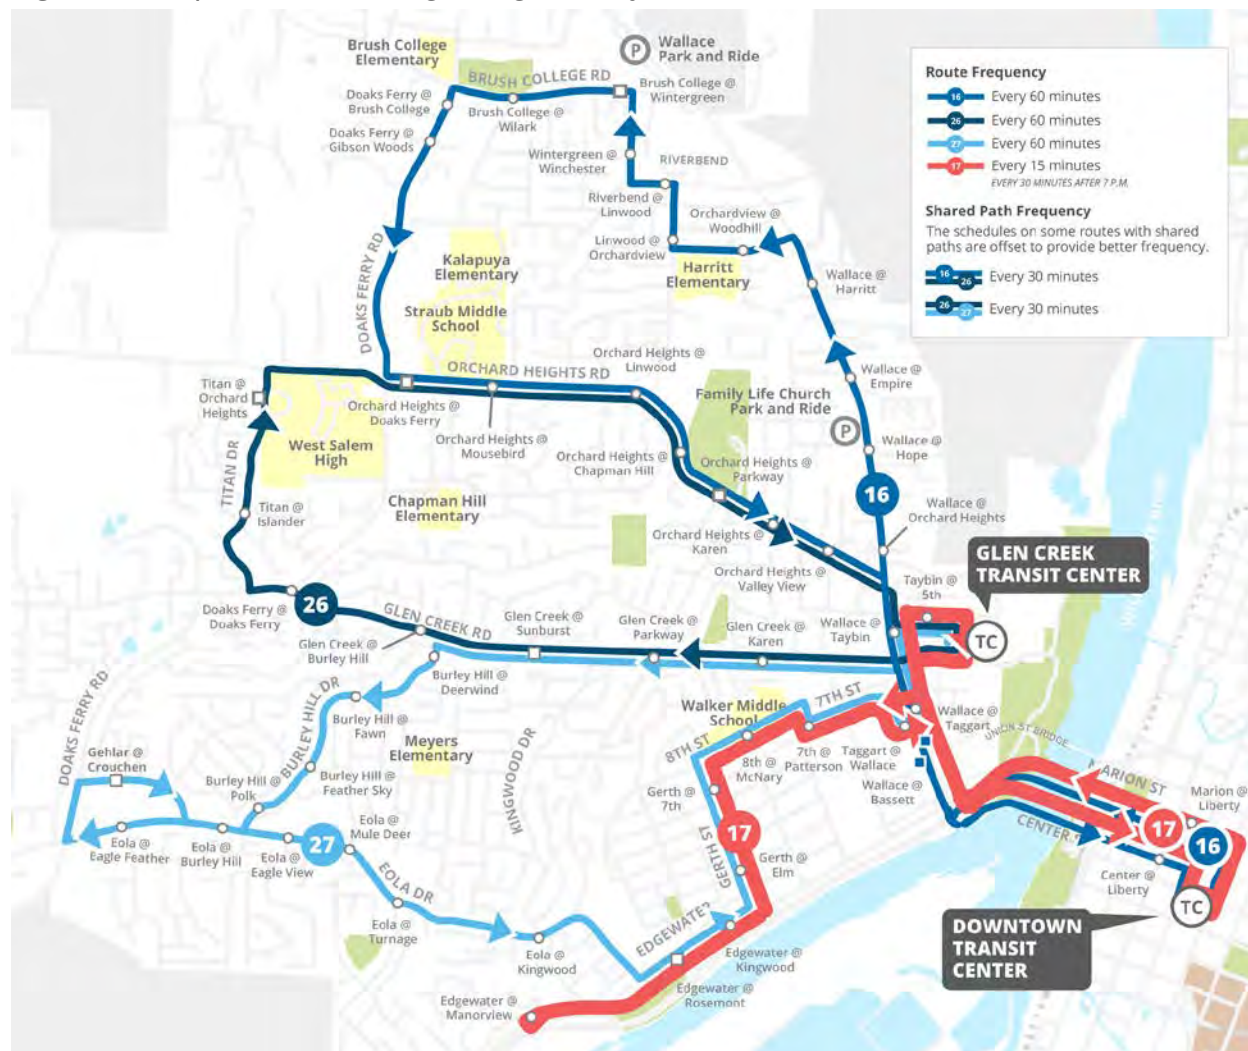 Brush College
Elementary
P
Wallace
Park and Ride
BRUSH COLLEGE RD
Doaks Ferry @
Brush College
Brush College @
Wilark
Brush College @
Wintergreen
Doaks Ferry @
Gibson Woods
Wintergreen @
Winchester
RIVERBEND
Riverbend @
Linwood
Orchardview @
Woodhill
Linwood @
Orchardview
Harritt
Elementary
Wallace @
Harritt
DOAKS FERRY RD
Kalapuya
Elementary
Straub Middle
School
Route Frequency
16 Every 60 minutes
26 Every 60 minutes
27 Every 60 minutes
17 Every 15 minutes
EVERY 30 MINUTES AFTER 7 P.M.
Shared Path Frequency
The schedules on some routes with shared
paths are offset to provide better frequency.
16 26 Every 30 minutes
26 27 Every 30 minutes
Titan @
Orchard
Heights
ORCHARD HEIGHTS RD
Orchard Heights @
Linwood
Wallace @
Empire
Orchard Heights @
Doaks Ferry
Family Life Church
Park and Ride
P
Orchard Heights @
Mousebird
Wallace @
Hope
West Salem
High
Orchard Heights @
Chapman Hill
Orchard Heights @
Parkway
TITAN DR
Titan @
Islander
Chapman Hill
Elementary
16
Wallace @
Orchard Heights
Orchard Heights @
Karen
Orchard Heights @
Valley View
GLEN CREEK
TRANSIT CENTER
Taybin @
5th
26
Doaks Ferry @
Doaks Ferry
GLEN CREEK RD
Glen Creek @
Sunburst
Glen Creek @
Parkway
Glen Creek @
Karen
Wallace @
Taybin
TC
Glen Creek @
Burley Hill
Burley Hill @
Deerwind
DOAKS FERRY RD
BURLEY HILL DR
Burley Hill @
Fawn
Walker Middle
School
7TH ST
Wallace @
Taggart
UNION ST BRIDGE
Meyers
Elementary
KINGWOOD DR
8TH ST
7th @
Patterson
Taggart @
Wallace
8th @
McNary
Wallace @
Bassett
Gehlar @
Crouchen
Burley Hill @
Polk
Burley Hill @
Feather Sky
Gerth @
7th
MARION ST
Marion @
Liberty
Eola @
Mule Deer
CENTER
17
16
17
Eola @
Eagle Feather
Eola @
Burley Hill
Eola @
Eagle View
27
GERTH ST
Gerth @
Elm
Center @
Liberty
EOLA DR
TC
Eola @
Turnage
EDGEWATER
DOWNTOWN
TRANSIT
CENTER
Eola @
Kingwood
Edgewater @
Kingwood
Edgewater @
Rosemont
Edgewater @
Manorview